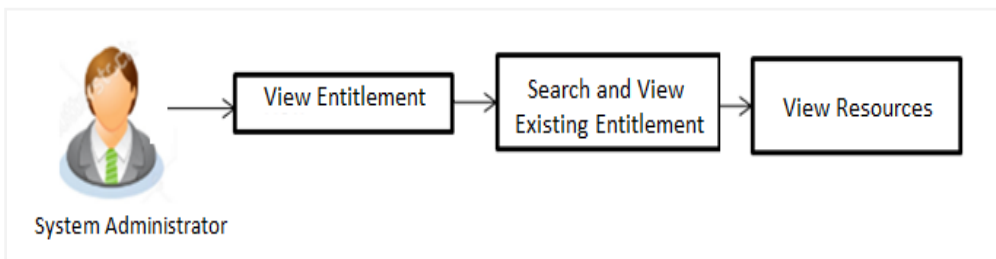 View Entitlement
Search and View
Existing Entitlement
View Resources
System Administrator